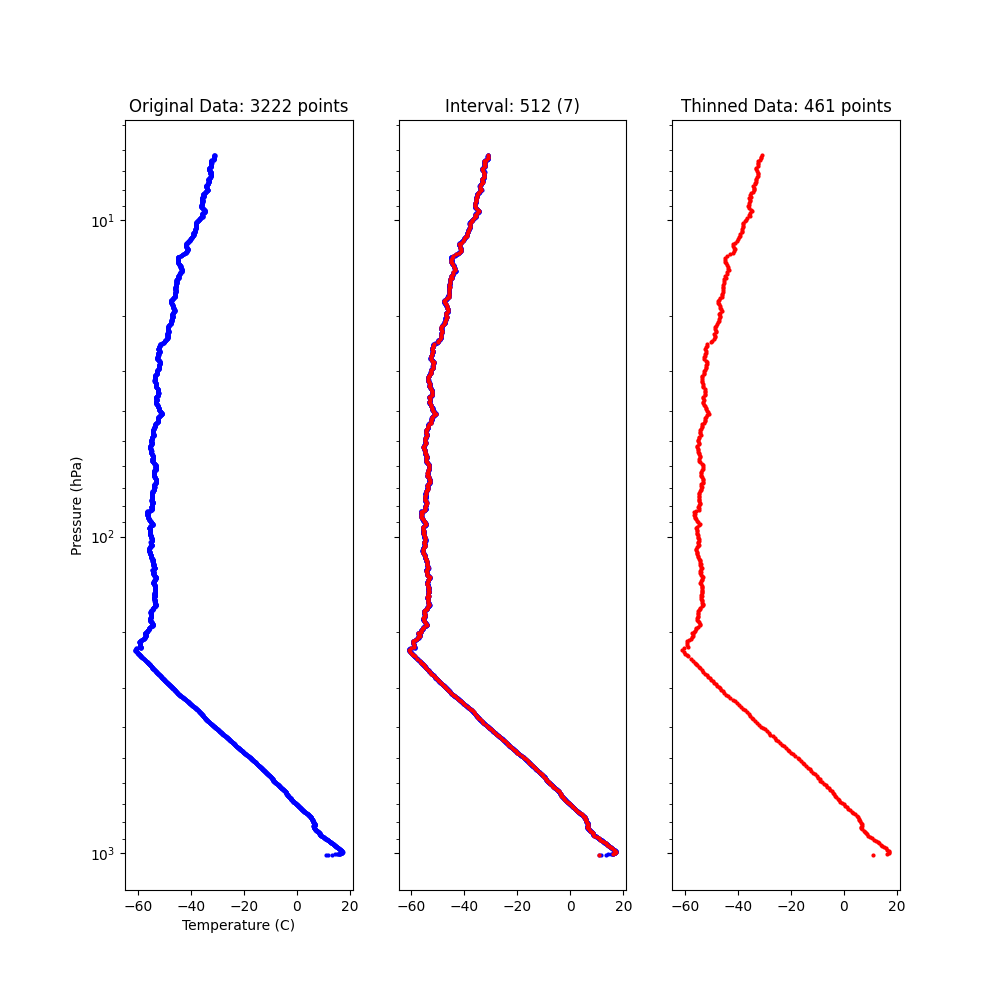 Original Data: 3222 points
Interval: 512 (7)
Thinned Data: 461 points
Pressure (hPa)
10¹
10²
10³
−60 −40 −20 0 20
−60 −40 −20 0 20
−60 −40 −20 0 20
Temperature (C)